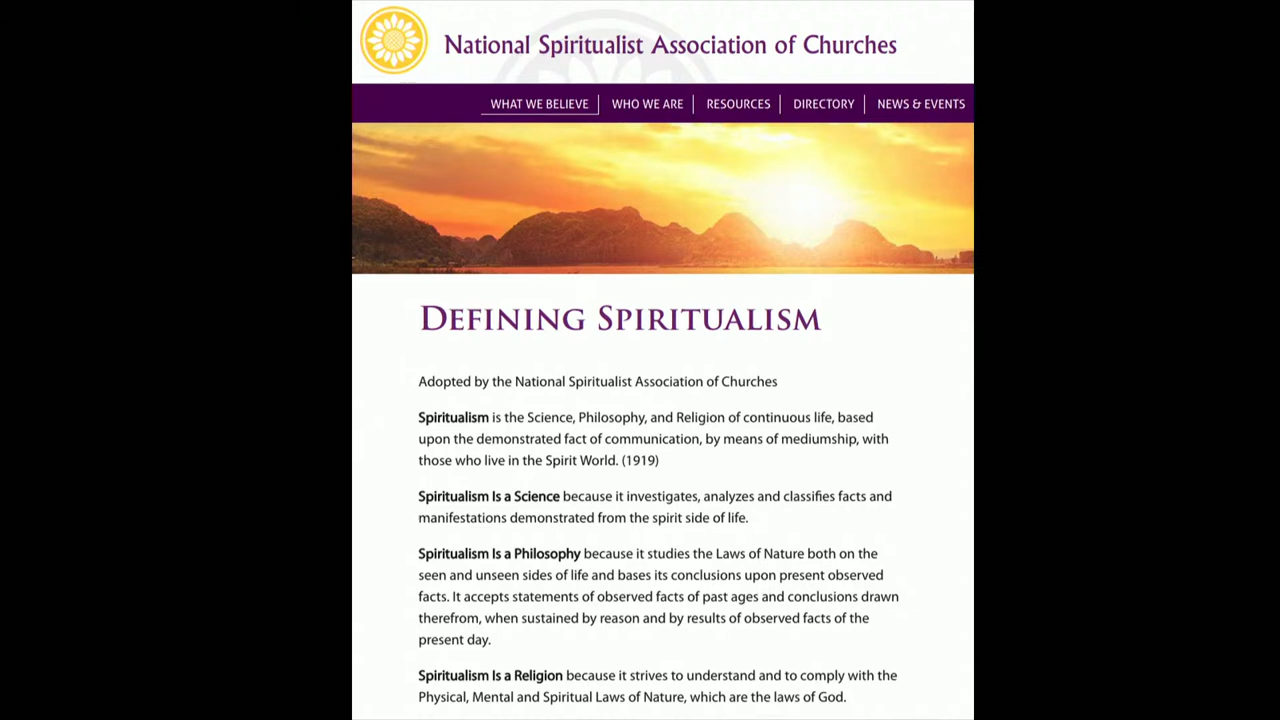 National Spiritualist Association of Churches
WHAT WE BELIEVE
WHO WE ARE
RESOURCES
DIRECTORY
NEWS & EVENTS
DEFINING SPIRITUALISM
Adopted by the National Spiritualist Association of Churches
Spiritualism is the Science, Philosophy, and Religion of continuous life, based
upon the demonstrated fact of communication, by means of mediumship, with
those who live in the Spirit World. (1919)
Spiritualism Is a Science because it investigates, analyzes and classifies facts and
manifestations demonstrated from the spirit side of life.
Spiritualism Is a Philosophy because it studies the Laws of Nature both on the
seen and unseen sides of life and bases its conclusions upon present observed
facts. It accepts statements of observed facts of past ages and conclusions drawn
therefrom, when sustained by reason and by results of observed facts of the
present day.
Spiritualism Is a Religion because it strives to understand and to comply with the
Physical, Mental and Spiritual Laws of Nature, which are the laws of God.